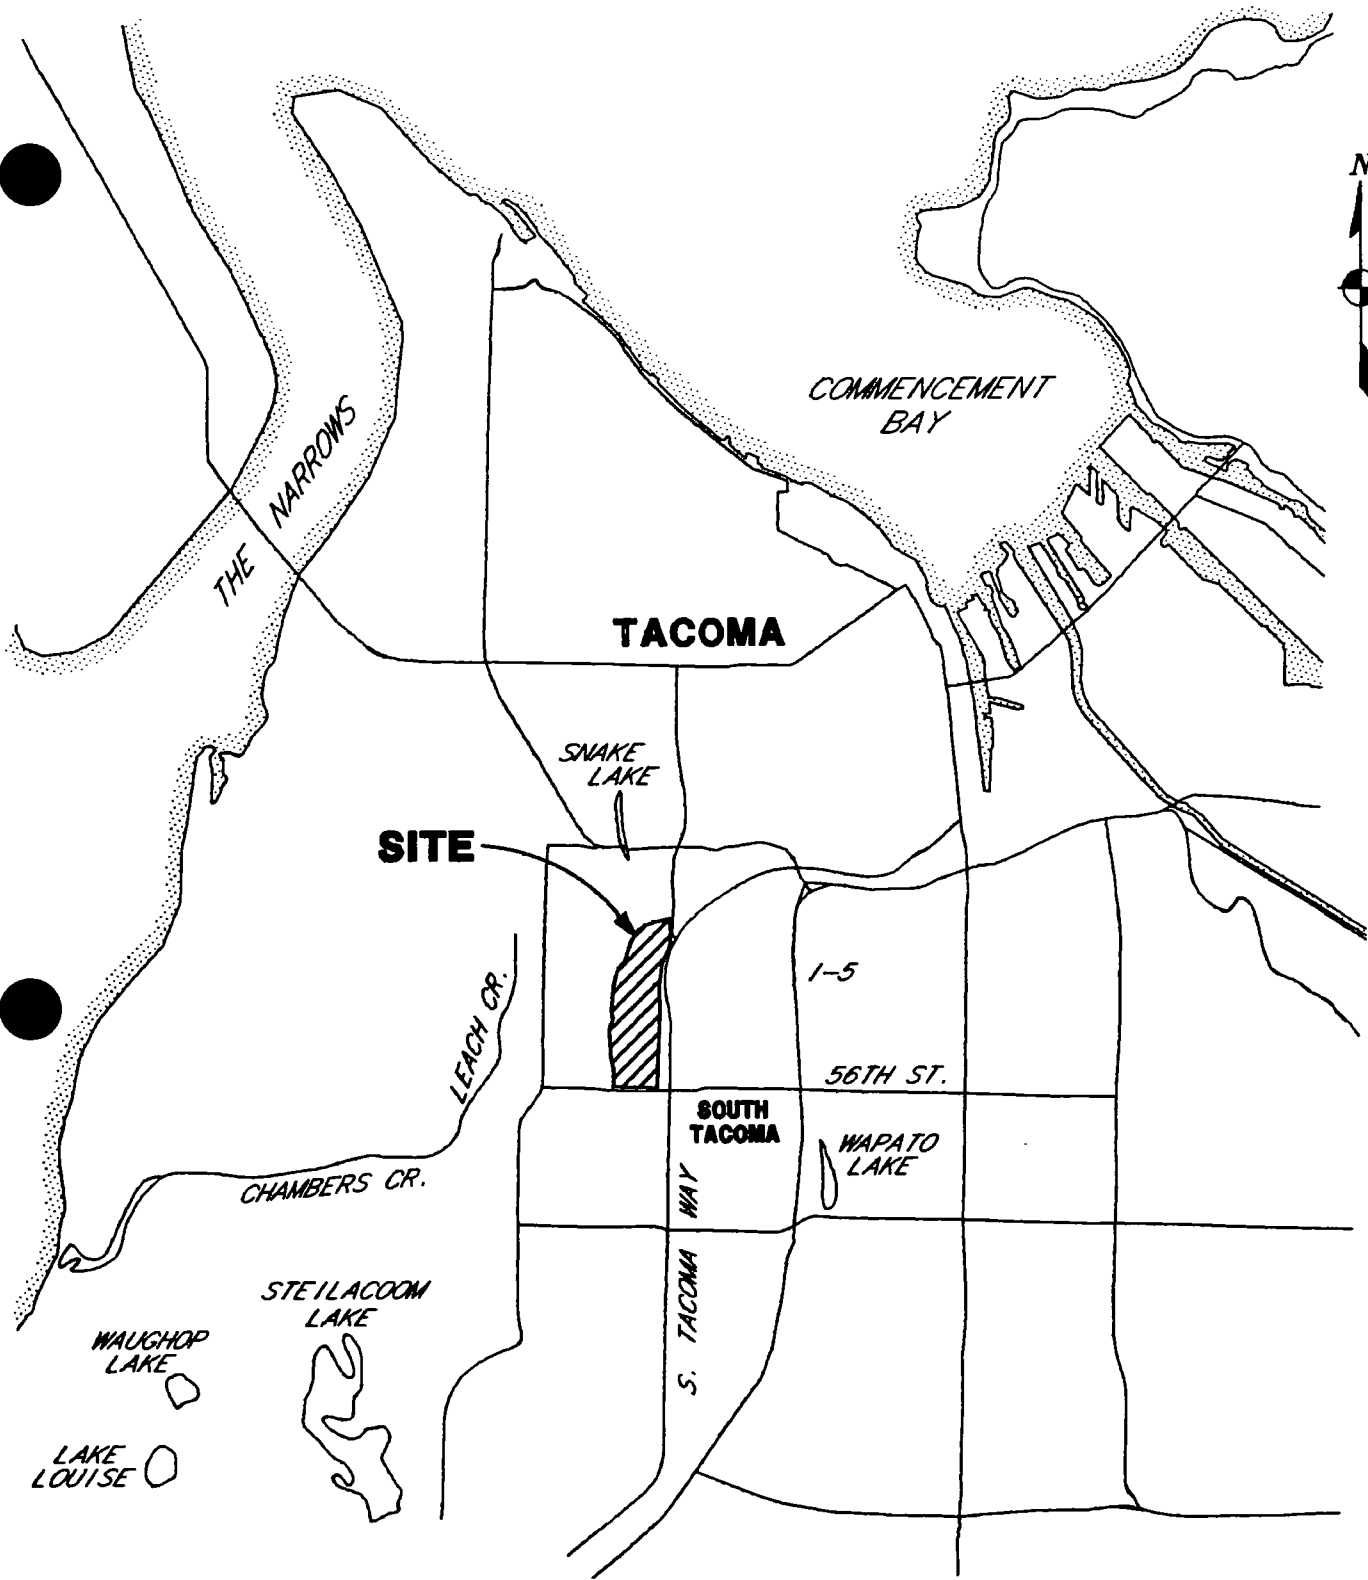 N
COMMENCEMENT
BAY
THE NARROWS
TACOMA
SNAKE
LAKE
SITE
I-5
LEACH CR.
56TH ST.
SOUTH
TACOMA
WAPATO
LAKE
CHAMBERS CR.
S. TACOMA WAY
STEILACOOM
LAKE
WAUGHOP
LAKE
LAKE
LOUISE